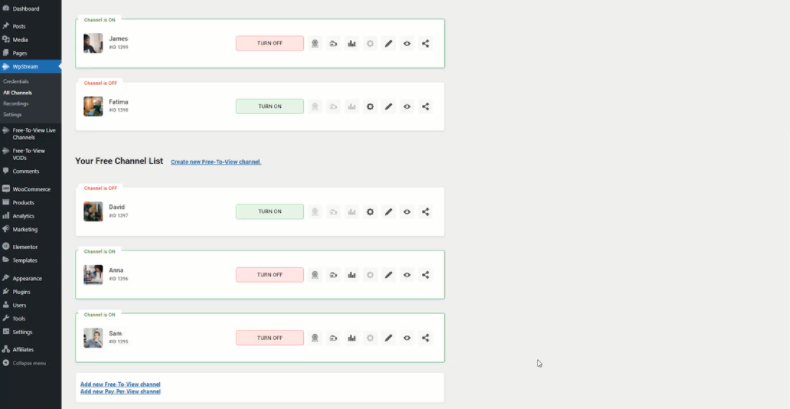 Dashboard
Posts
Media
Pages
WpStream
Credentials
All Channels
Recordings
Settings
Free-To-View Live
Channels
Free-To-View
VODs
Comments
WooCommerce
Products
Analytics
Marketing
Elementor
Templates
Appearance
Plugins
Users
Tools
Settings
Affiliates
Collapse menu
Channel is ON
James
#ID 1399
TURN OFF
Channel is OFF
Fatima
#ID 1398
TURN ON
Your Free Channel List Create new Free-To-View channel.
Channel is OFF
David
#ID 1397
TURN ON
Channel is ON
Anna
#ID 1396
TURN OFF
Channel is ON
Sam
#ID 1395
TURN OFF
Add new Free-To-View channel
Add new Pay-Per-View channel